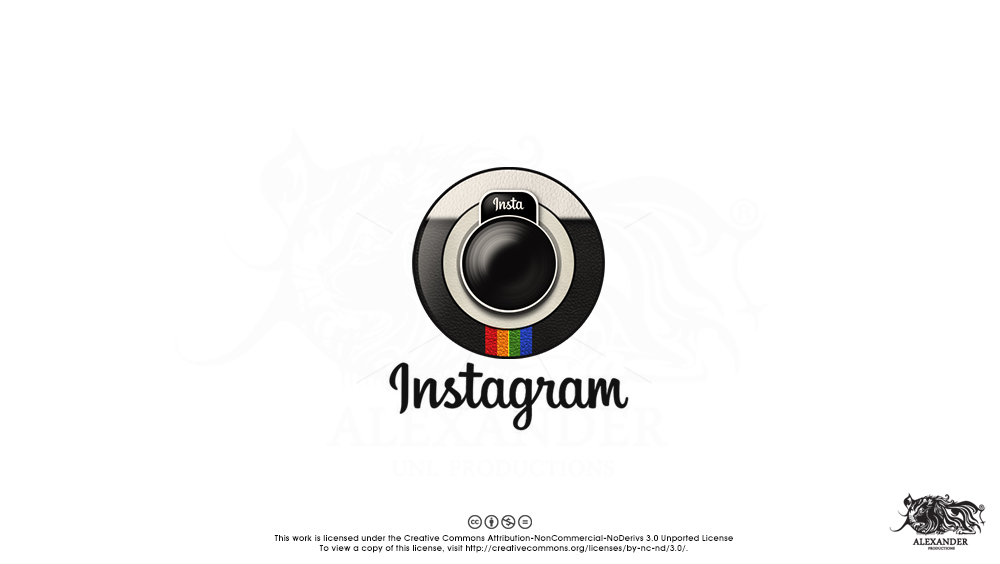 Insta
Instagram
ALEXANDER
UNL PRODUCTIONS
This work is licensed under the Creative Commons Attribution-NonCommercial-NoDerivs 3.0 Unported License
To view a copy of this license, visit http://creativecommons.org/licenses/by-nc-nd/3.0/.
ALEXANDER
PRODUCTIONS